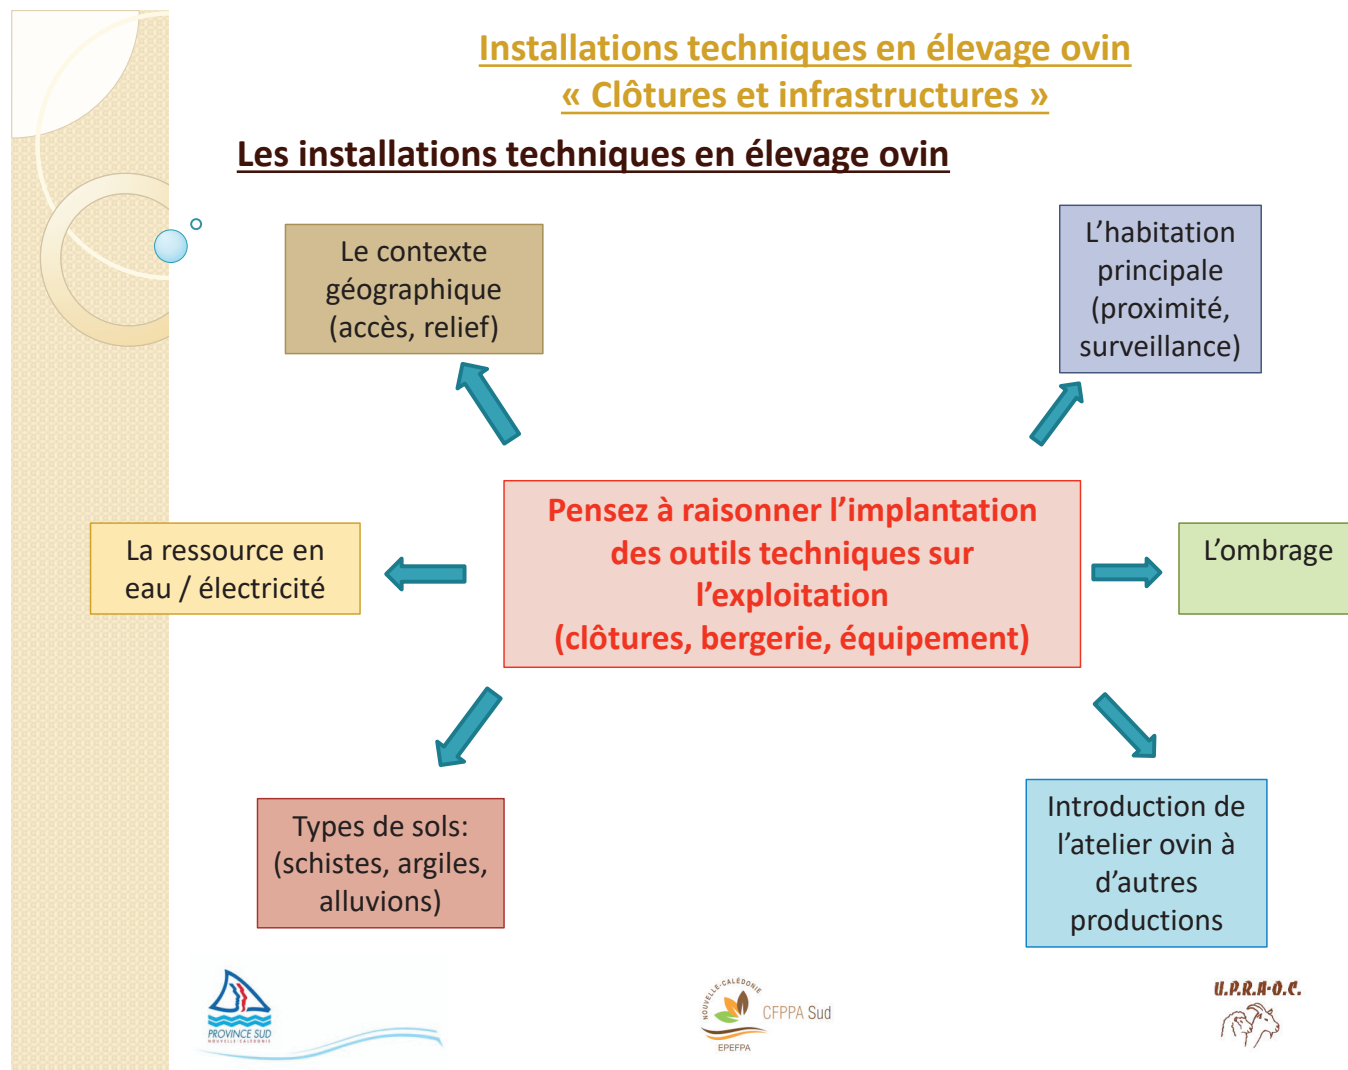 Installations techniques en élevage ovin
« Clôtures et infrastructures »
Les installations techniques en élevage ovin
Le contexte
géographique
(accès, relief)
L’habitation
principale
(proximité,
surveillance)
Pensez à raisonner l’implantation
des outils techniques sur
l’exploitation
(clôtures, bergerie, équipement)
La ressource en
eau / électricité
L’ombrage
Types de sols:
(schistes, argiles,
alluvions)
Introduction de
l’atelier ovin à
d’autres
productions
PROVINCE SUD
NOUVELLE-CALÉDONIE
NOUVELLE-CALÉDONIE
CFPPA Sud
EPEFPA
U.P.R.A-O.C.